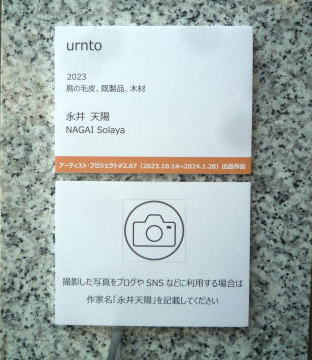 urnto
2023
鳥の毛皮、既製品、木材
永井 天陽
NAGAI Solaya
アーティスト・プロジェクト#2.07（2023.10.14~2024.1.28）出品作品
撮影した写真をブログや SNS などに利用する場合は
作家名「永井天陽」を記載してください